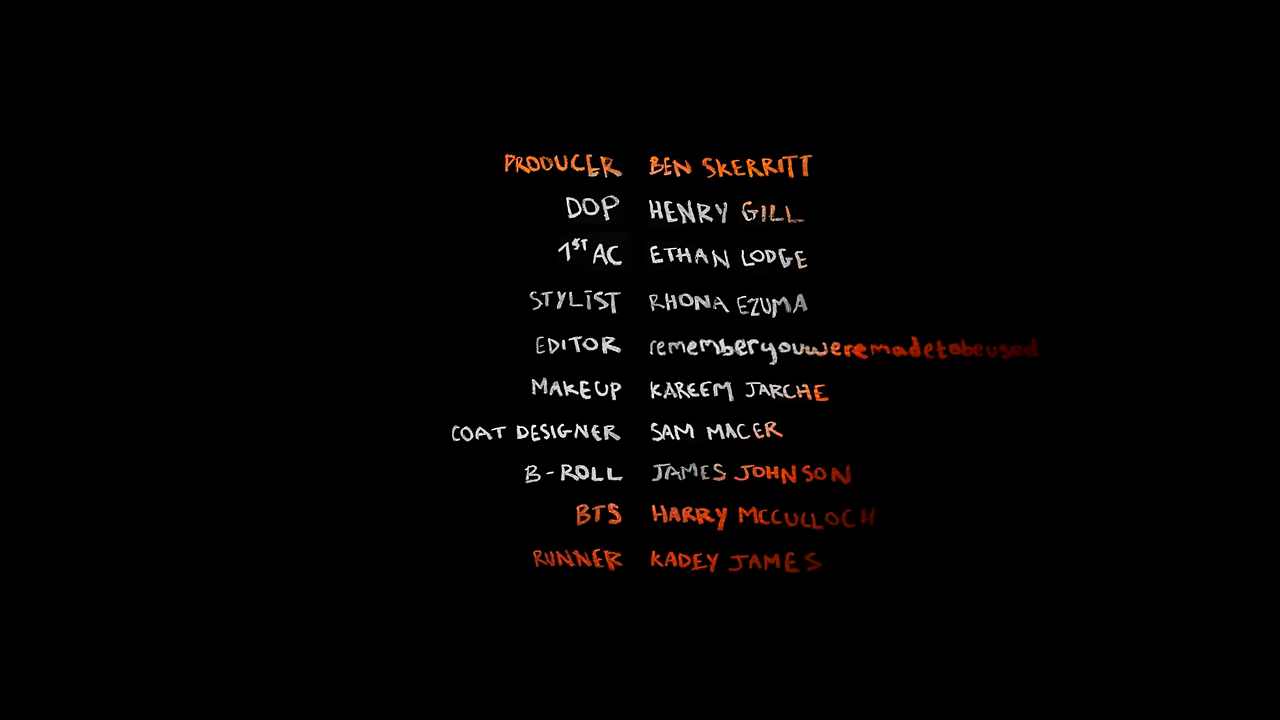 PRODUCER BEN SKERRITT
DOP HENRY GILL
1ST AC ETHAN LODGE
STYLIST RHONA EZUMA
EDITOR rememberyouweremadetobeused
MAKEUP KAREEM JARCHE
COAT DESIGNER SAM MACER
B-ROLL JAMES JOHNSON
BTS HARRY MCCULLOCH
RUNNER KADEY JAMES